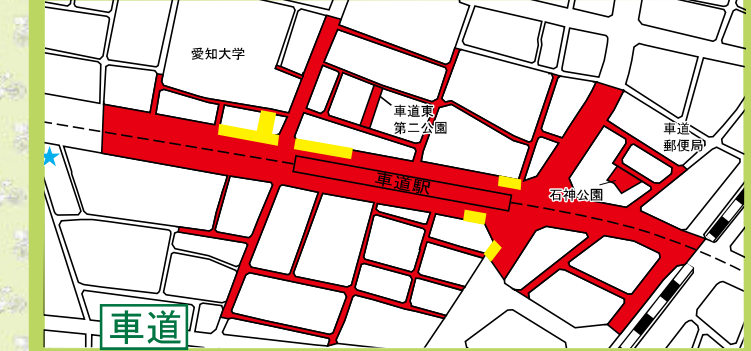 愛知大学
車道東
第二公園
車道
郵便局
車道駅
石神公園
車道